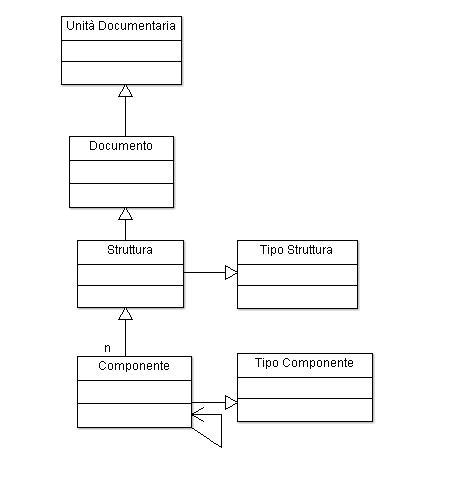 Unità Documentaria
Documento
Struttura
Tipo Struttura
n
Componente
Tipo Componente